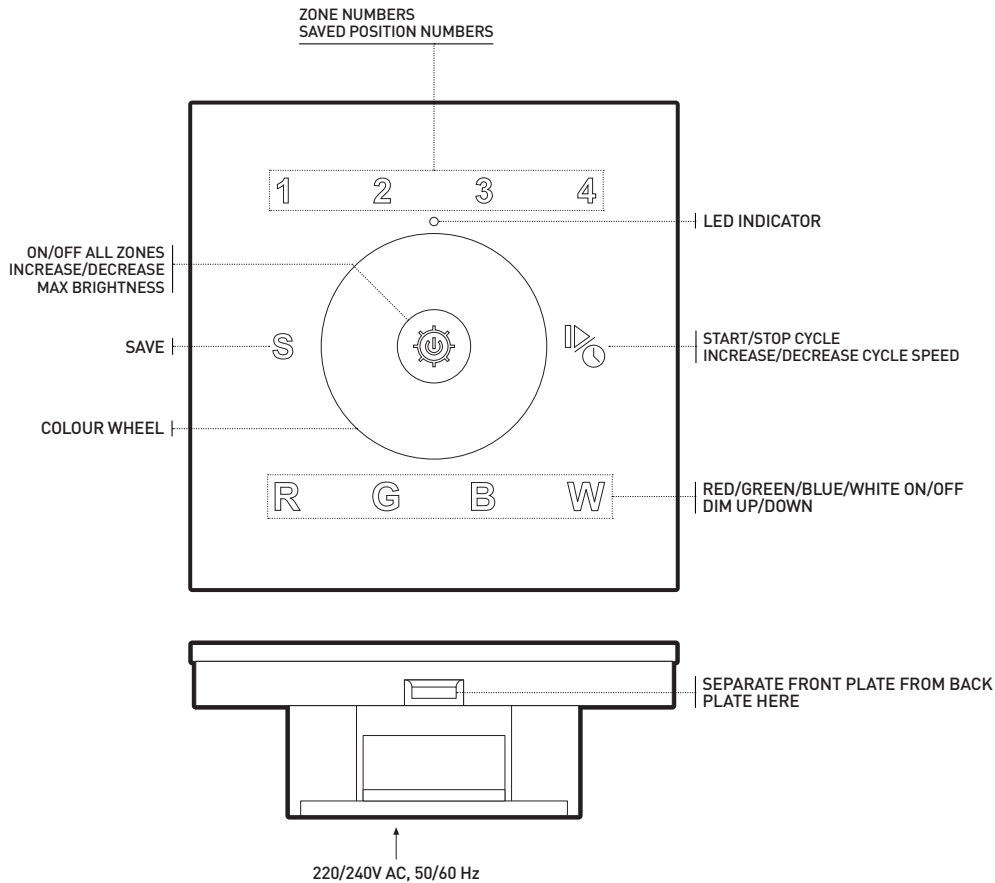 ZONE NUMBERS
SAVED POSITION NUMBERS
1 2 3 4
LED INDICATOR
ON/OFF ALL ZONES
INCREASE/DECREASE
MAX BRIGHTNESS
SAVE
S
START/STOP CYCLE
INCREASE/DECREASE CYCLE SPEED
COLOUR WHEEL
R G B W
RED/GREEN/BLUE/WHITE ON/OFF
DIM UP/DOWN
SEPARATE FRONT PLATE FROM BACK
PLATE HERE
220/240V AC, 50/60 Hz